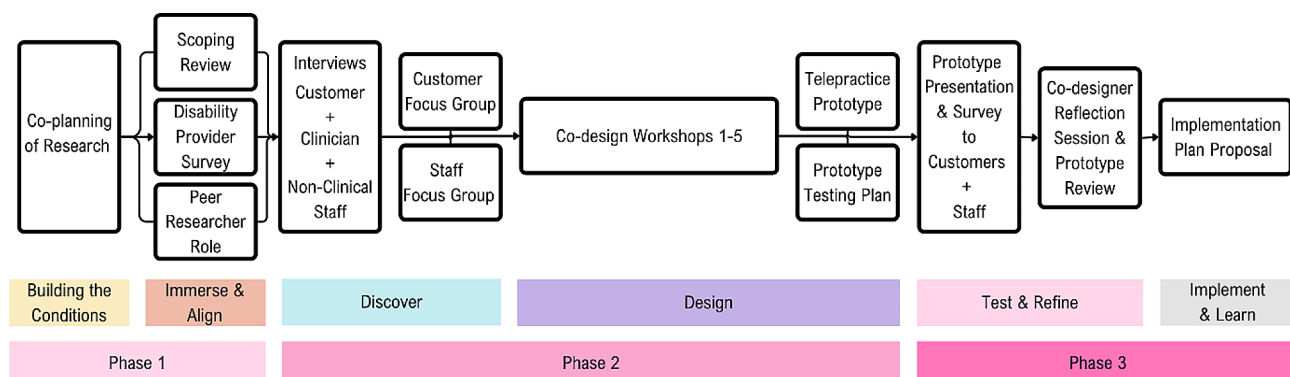 Co-planning
of Research
Scoping
Review
Disability
Provider
Survey
Peer
Researcher
Role
Interviews
Customer
+
Clinician
+
Non-Clinical
Staff
Customer
Focus Group
Staff
Focus Group
Co-design Workshops 1-5
Telepractice
Prototype
Prototype
Testing Plan
Prototype
Presentation
& Survey
to
Customers
+
Staff
Co-designer
Reflection
Session &
Prototype
Review
Implementation
Plan Proposal
Building the
Conditions
Immerse &
Align
Discover
Design
Test & Refine
Implement
& Learn
Phase 1
Phase 2
Phase 3